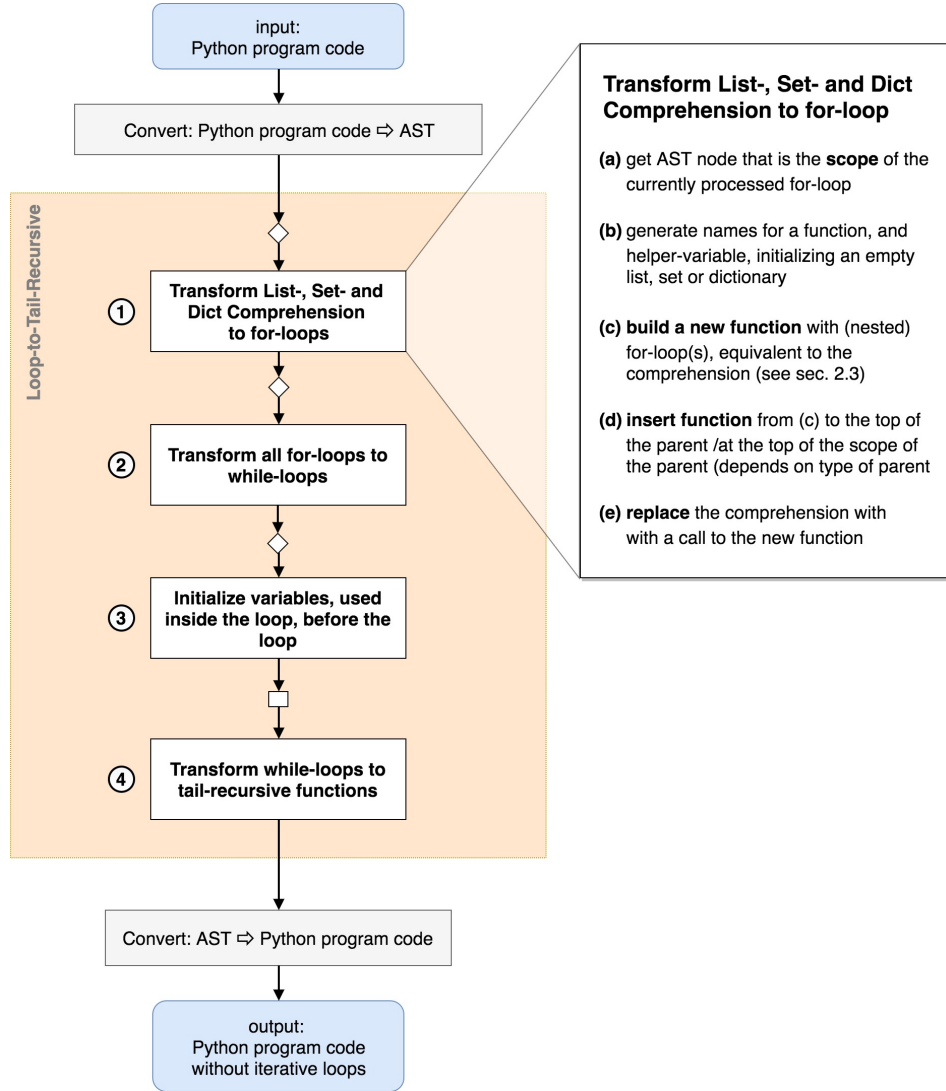 input:
Python program code
Convert: Python program code ⇨ AST
Loop-to-Tail-Recursive
1
Transform List-, Set- and
Dict Comprehension
to for-loops
2
Transform all for-loops to
while-loops
3
Initialize variables, used
inside the loop, before the
loop
4
Transform while-loops to
tail-recursive functions
Convert: AST ⇨ Python program code
output:
Python program code
without iterative loops
Transform List-, Set- and Dict
Comprehension to for-loop
(a) get AST node that is the scope of the
currently processed for-loop
(b) generate names for a function, and
helper-variable, initializing an empty
list, set or dictionary
(c) build a new function with (nested)
for-loop(s), equivalent to the
comprehension (see sec. 2.3)
(d) insert function from (c) to the top of
the parent /at the top of the scope of
the parent (depends on type of parent
(e) replace the comprehension with
with a call to the new function